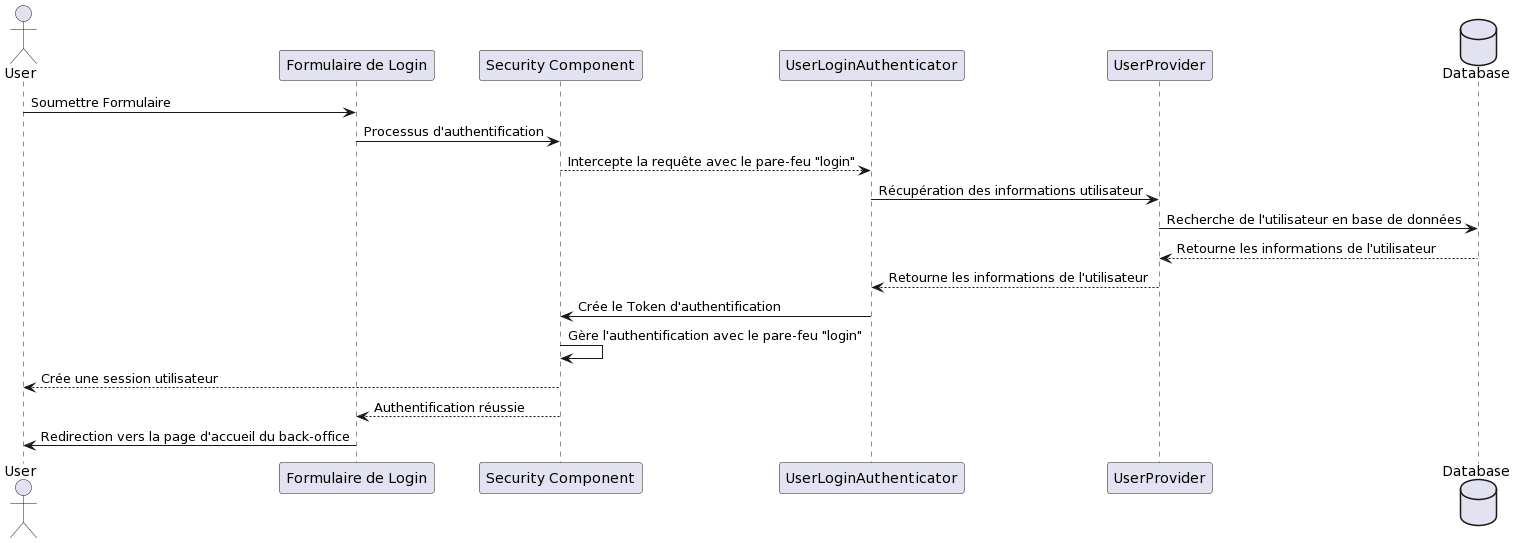 User
Formulaire de Login
Security Component
UserLoginAuthenticator
UserProvider
Database
Soumettre Formulaire
Processus d'authentification
Intercepte la requête avec le pare-feu "login"
Récupération des informations utilisateur
Recherche de l'utilisateur en base de données
Retourne les informations de l'utilisateur
Retourne les informations de l'utilisateur
Crée le Token d'authentification
Gère l'authentification avec le pare-feu "login"
Crée une session utilisateur
Authentification réussie
Redirection vers la page d'accueil du back-office
User
Formulaire de Login
Security Component
UserLoginAuthenticator
UserProvider
Database